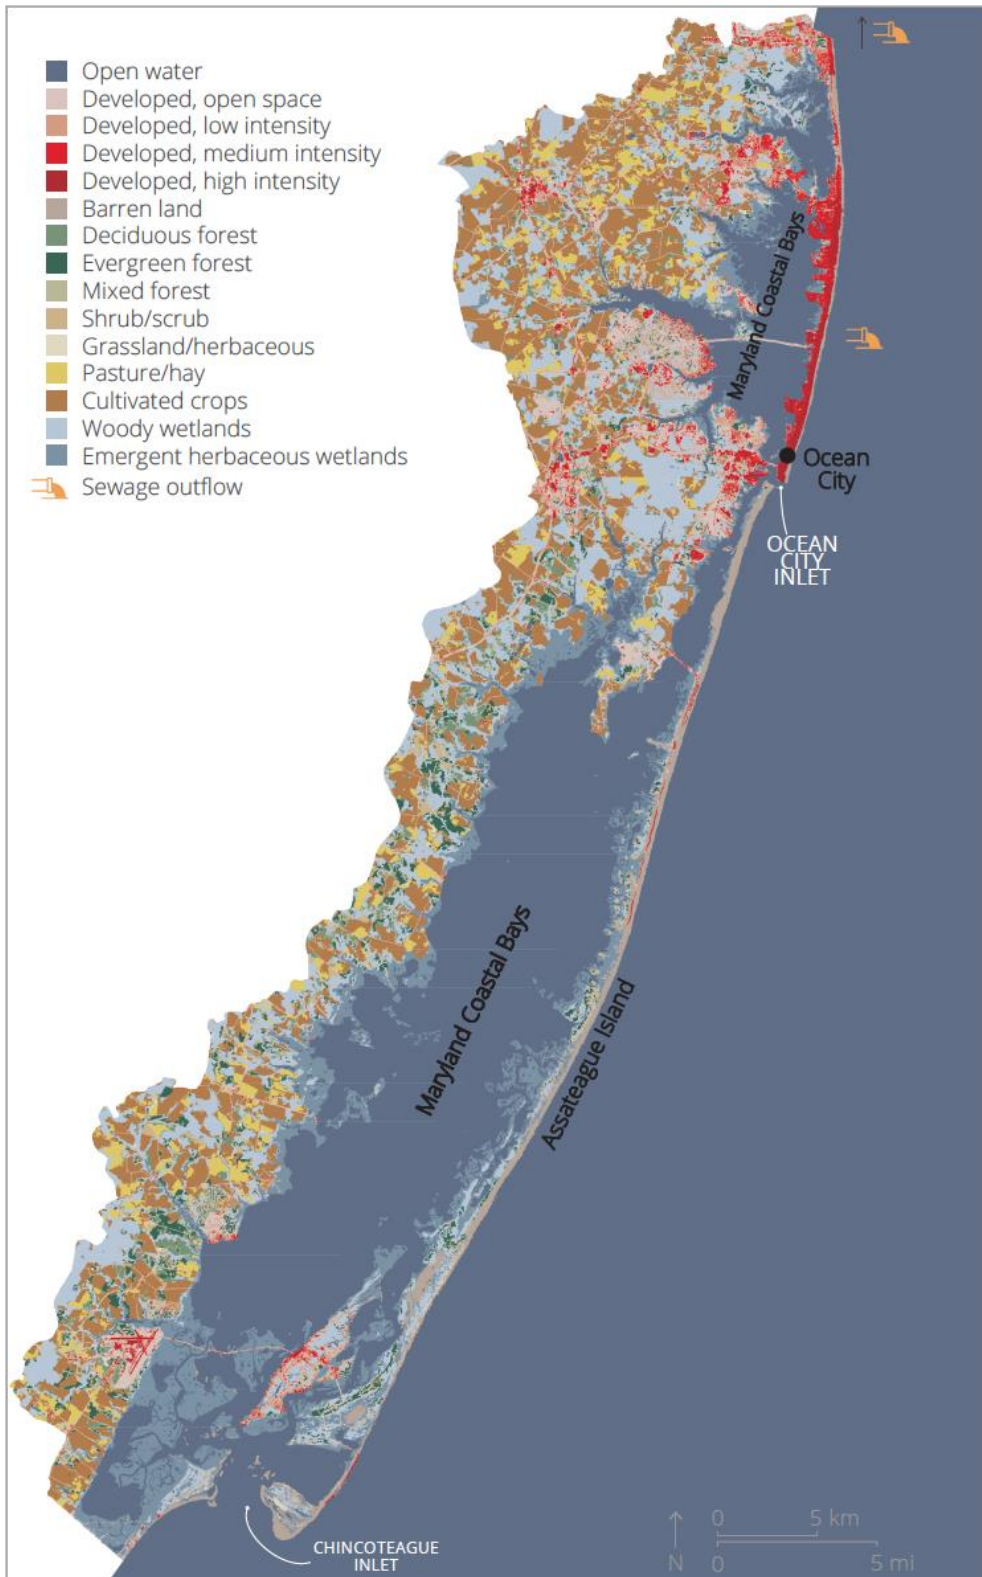 Open water
Developed, open space
Developed, low intensity
Developed, medium intensity
Developed, high intensity
Barren land
Deciduous forest
Evergreen forest
Mixed forest
Shrub/scrub
Grassland/herbaceous
Pasture/hay
Cultivated crops
Woody wetlands
Emergent herbaceous wetlands
Sewage outflow
Maryland Coastal Bays
Ocean
City
OCEAN
CITY
INLET
Maryland Coastal Bays
Assateague Island
CHINCOTEAGUE
INLET
N
0 5 km
0 5 mi